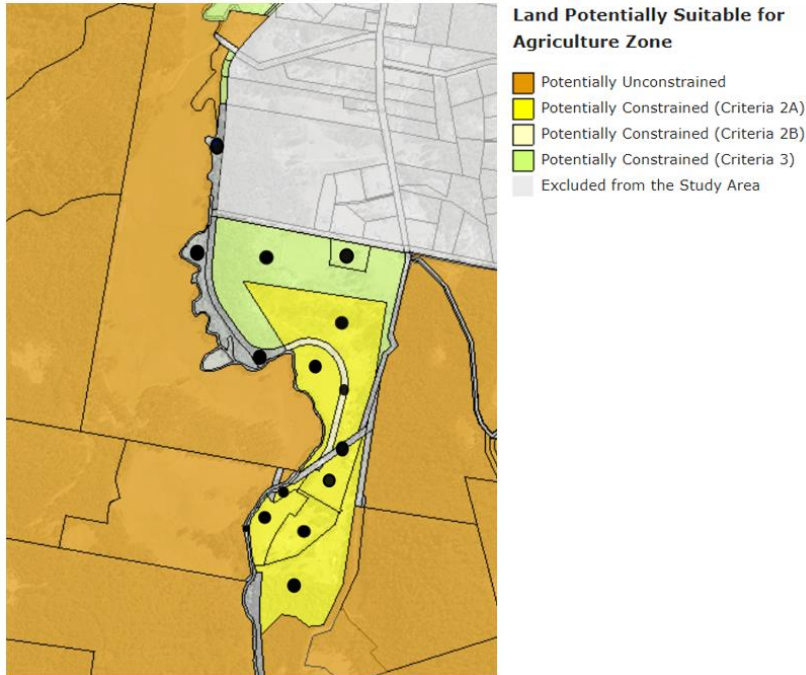 Land Potentially Suitable for
Agriculture Zone
Potentially Unconstrained
Potentially Constrained (Criteria 2A)
Potentially Constrained (Criteria 2B)
Potentially Constrained (Criteria 3)
Excluded from the Study Area